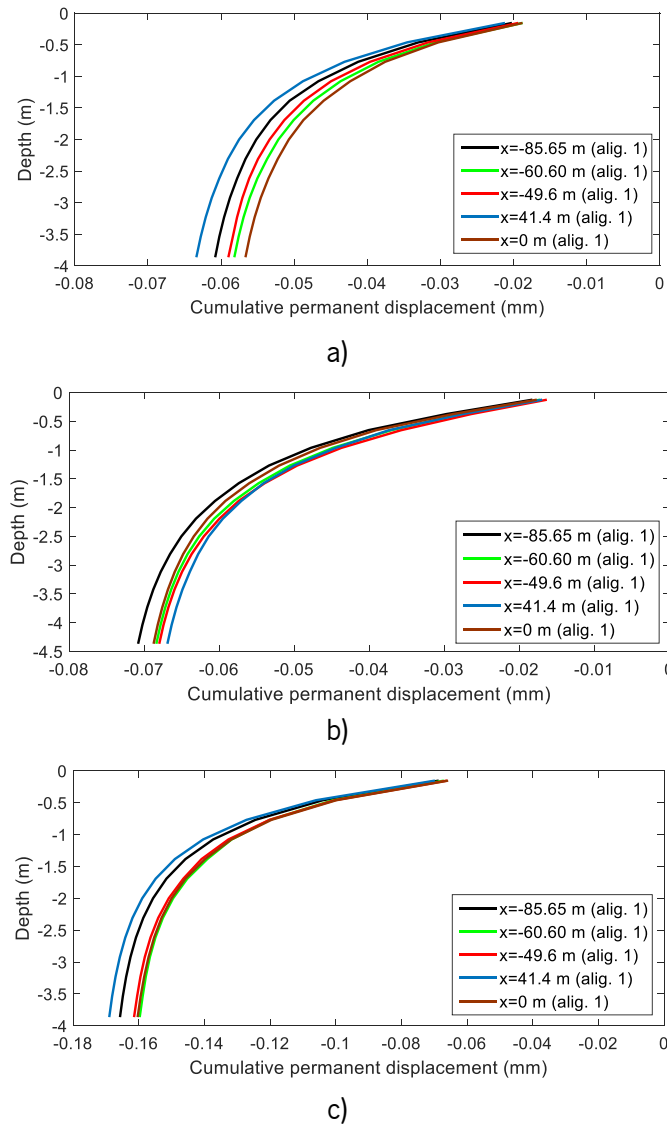 0
-0.5
-1
-1.5
-2
-2.5
-3
-3.5
-4
Depth (m)
x=-85.65 m (alig. 1)
x=-60.60 m (alig. 1)
x=-49.6 m (alig. 1)
x=41.4 m (alig. 1)
x=0 m (alig. 1)
-0.08 -0.07 -0.06 -0.05 -0.04 -0.03 -0.02 -0.01 0
Cumulative permanent displacement (mm)
a)
0
-0.5
-1
-1.5
-2
-2.5
-3
-3.5
-4
-4.5
Depth (m)
x=-85.65 m (alig. 1)
x=-60.60 m (alig. 1)
x=-49.6 m (alig. 1)
x=41.4 m (alig. 1)
x=0 m (alig. 1)
-0.08 -0.07 -0.06 -0.05 -0.04 -0.03 -0.02 -0.01 0
Cumulative permanent displacement (mm)
b)
0
-0.5
-1
-1.5
-2
-2.5
-3
-3.5
-4
Depth (m)
x=-85.65 m (alig. 1)
x=-60.60 m (alig. 1)
x=-49.6 m (alig. 1)
x=41.4 m (alig. 1)
x=0 m (alig. 1)
-0.18 -0.16 -0.14 -0.12 -0.1 -0.08 -0.06 -0.04 -0.02 0
Cumulative permanent displacement (mm)
c)